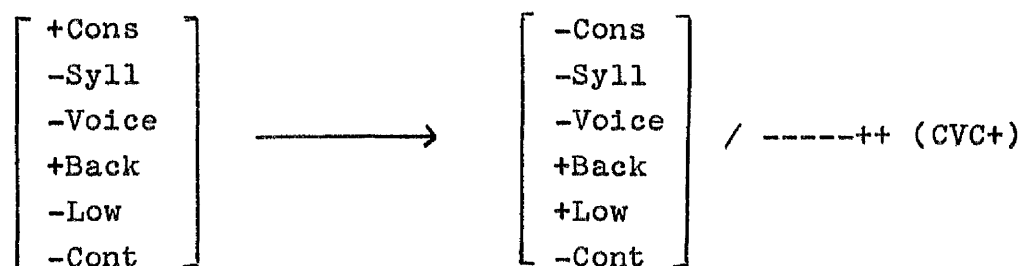 +Cons -Cons
-Syll -Syll
-Voice -Voice
+Back ⟶ +Back / -----++ (CVC+)
-Low +Low
-Cont -Cont